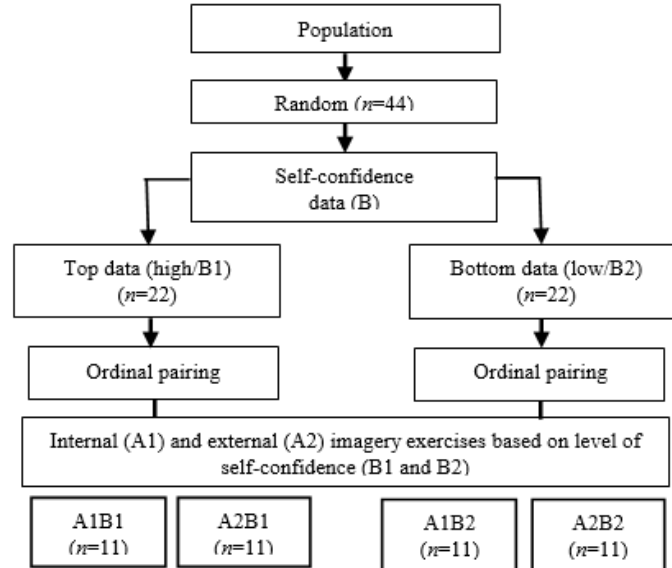 Population
Random (n=44)
Self-confidence
data (B)
Top data (high/B1)
(n=22)
Bottom data (low/B2)
(n=22)
Ordinal pairing
Ordinal pairing
Internal (A1) and external (A2) imagery exercises based on level of
self-confidence (B1 and B2)
A1B1
(n=11)
A2B1
(n=11)
A1B2
(n=11)
A2B2
(n=11)